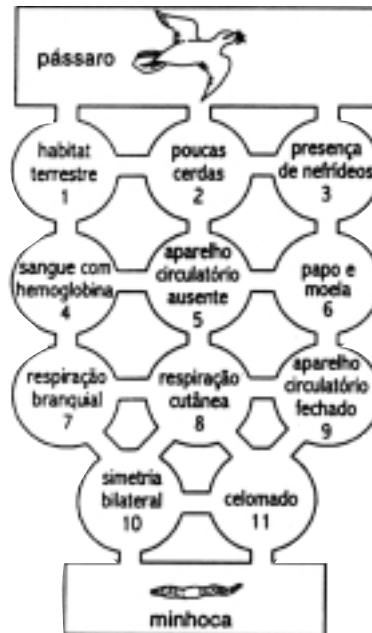 pássaro
habitat
terrestre
1
poucas
cerdas
2
presença
de nefrídeos
3
sangue com
hemoglobina
4
aparelho
circulatório
ausente
5
papo e
moela
6
respiração
branquial
7
respiração
cutânea
8
aparelho
circulatório
fechado
9
simetria
bilateral
10
celomado
11
minhoca